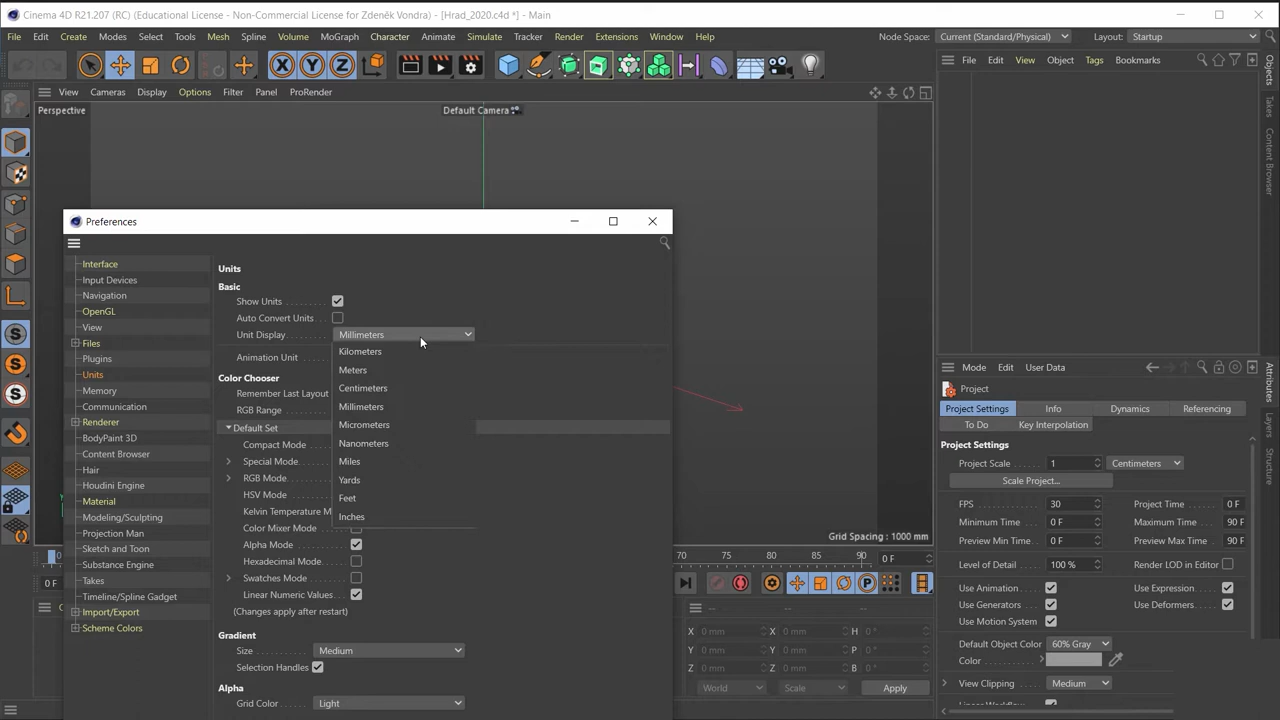 Cinema 4D R21.207 (RC) (Educational License - Non-Commercial License for Zdeněk Vondra) - [Hrad_2020.c4d *] - Main
File Edit Create Modes Select Tools Mesh Spline Volume MoGraph Character Animate Simulate Tracker Render Extensions Window Help Node Space: Current (Standard/Physical) Layout: Startup
X Y Z
File Edit View Object Tags Bookmarks
View Cameras Display Options Filter Panel ProRender
Perspective
Default Camera
Objects
Takes
Content Browser
Preferences
Interface
Input Devices
Navigation
OpenGL
View
Files
Plugins
Units
Memory
Communication
Renderer
BodyPaint 3D
Content Browser
Hair
Houdini Engine
Material
Modeling/Sculpting
Projection Man
Sketch and Toon
Substance Engine
Takes
Timeline/Spline Gadget
Import/Export
Scheme Colors
Units
Basic
Show Units
Auto Convert Units
Unit Display Millimeters
Kilometers
Meters
Centimeters
Millimeters
Micrometers
Nanometers
Miles
Yards
Feet
Inches
Animation Unit
Color Chooser
Remember Last Layout
RGB Range
Default Set
Compact Mode
Special Mode
RGB Mode
HSV Mode
Kelvin Temperature M
Color Mixer Mode
Alpha Mode
Hexadecimal Mode
Swatches Mode
Linear Numeric Values
(Changes apply after restart)
Gradient
Size Medium
Selection Handles
Alpha
Grid Color Light
Grid Spacing : 1000 mm
0
70 75 80 85 90 0 F
0 F
-- --
X 0 mm X 0 mm H 0 °
Y 0 mm Y 0 mm P 0 °
Z 0 mm Z 0 mm B 0 °
World Scale Apply
Mode Edit User Data
Project
Project Settings Info Dynamics Referencing
To Do Key Interpolation
Project Settings
Project Scale 1 Centimeters
Scale Project...
FPS 30 Project Time 0 F
Minimum Time 0 F Maximum Time 90 F
Preview Min Time 0 F Preview Max Time 90 F
Level of Detail 100 % Render LOD in Editor
Use Animation Use Expression
Use Generators Use Deformers
Use Motion System
Default Object Color 60% Gray
Color
View Clipping Medium
Attributes
Layers
Structure